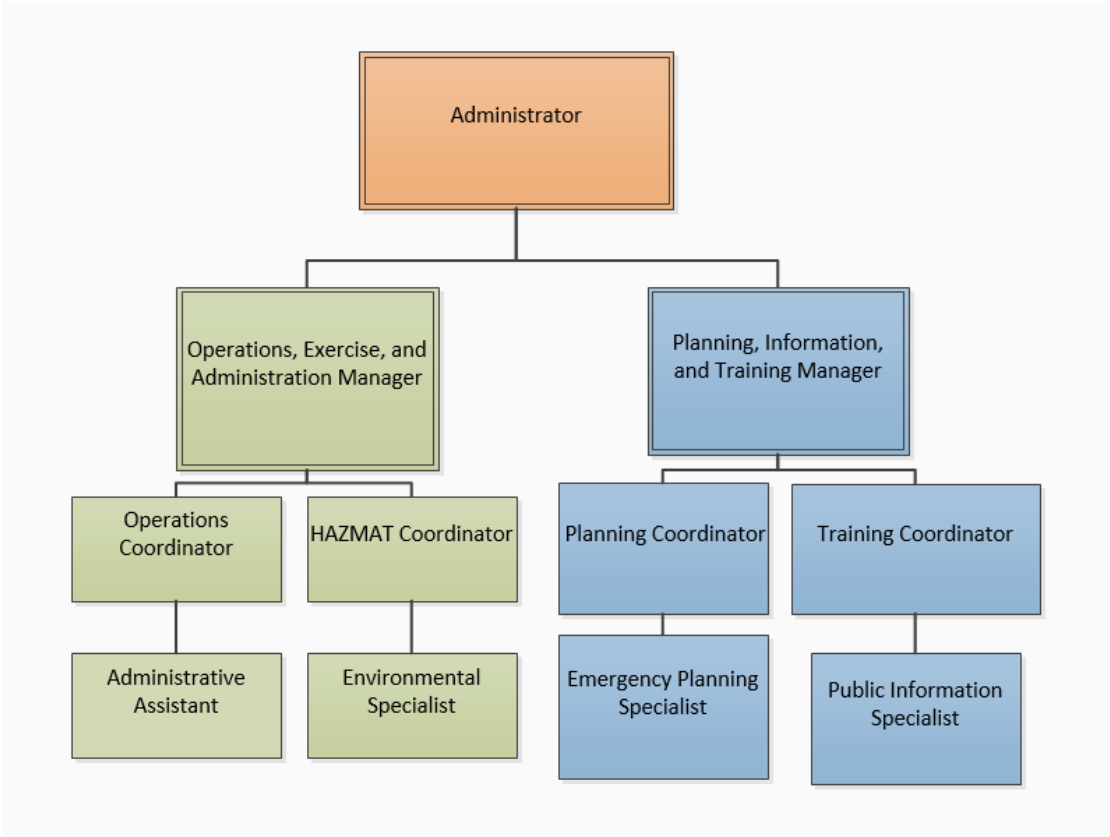 Administrator
Operations, Exercise, and
Administration Manager
Planning, Information,
and Training Manager
Operations
Coordinator
HAZMAT Coordinator
Planning Coordinator
Training Coordinator
Administrative
Assistant
Environmental
Specialist
Emergency Planning
Specialist
Public Information
Specialist